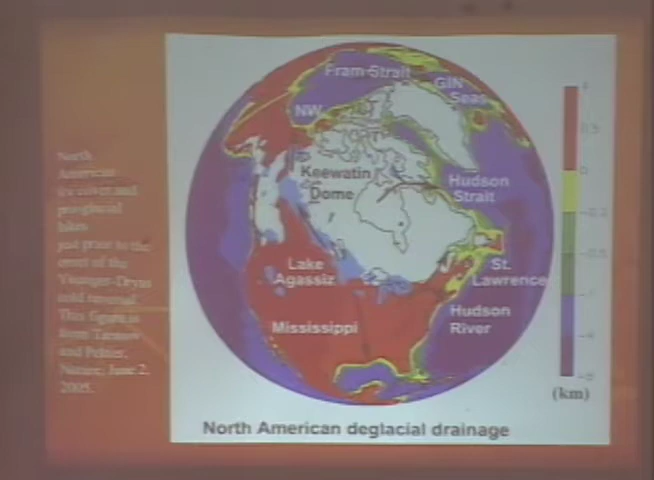 North
American
ice cover and
proglacial
lakes
just prior to the
onset of the
Younger-Dryas
cold reversal.
This figure is
from Tarasov
and Peltier,
Nature, June 2,
2005.
Fram Strait
GIN
Seas
NW
Keewatin
Dome
Hudson
Strait
Lake
Agassiz
St.
Lawrence
Mississippi
Hudson
River
0
(km)
North American deglacial drainage